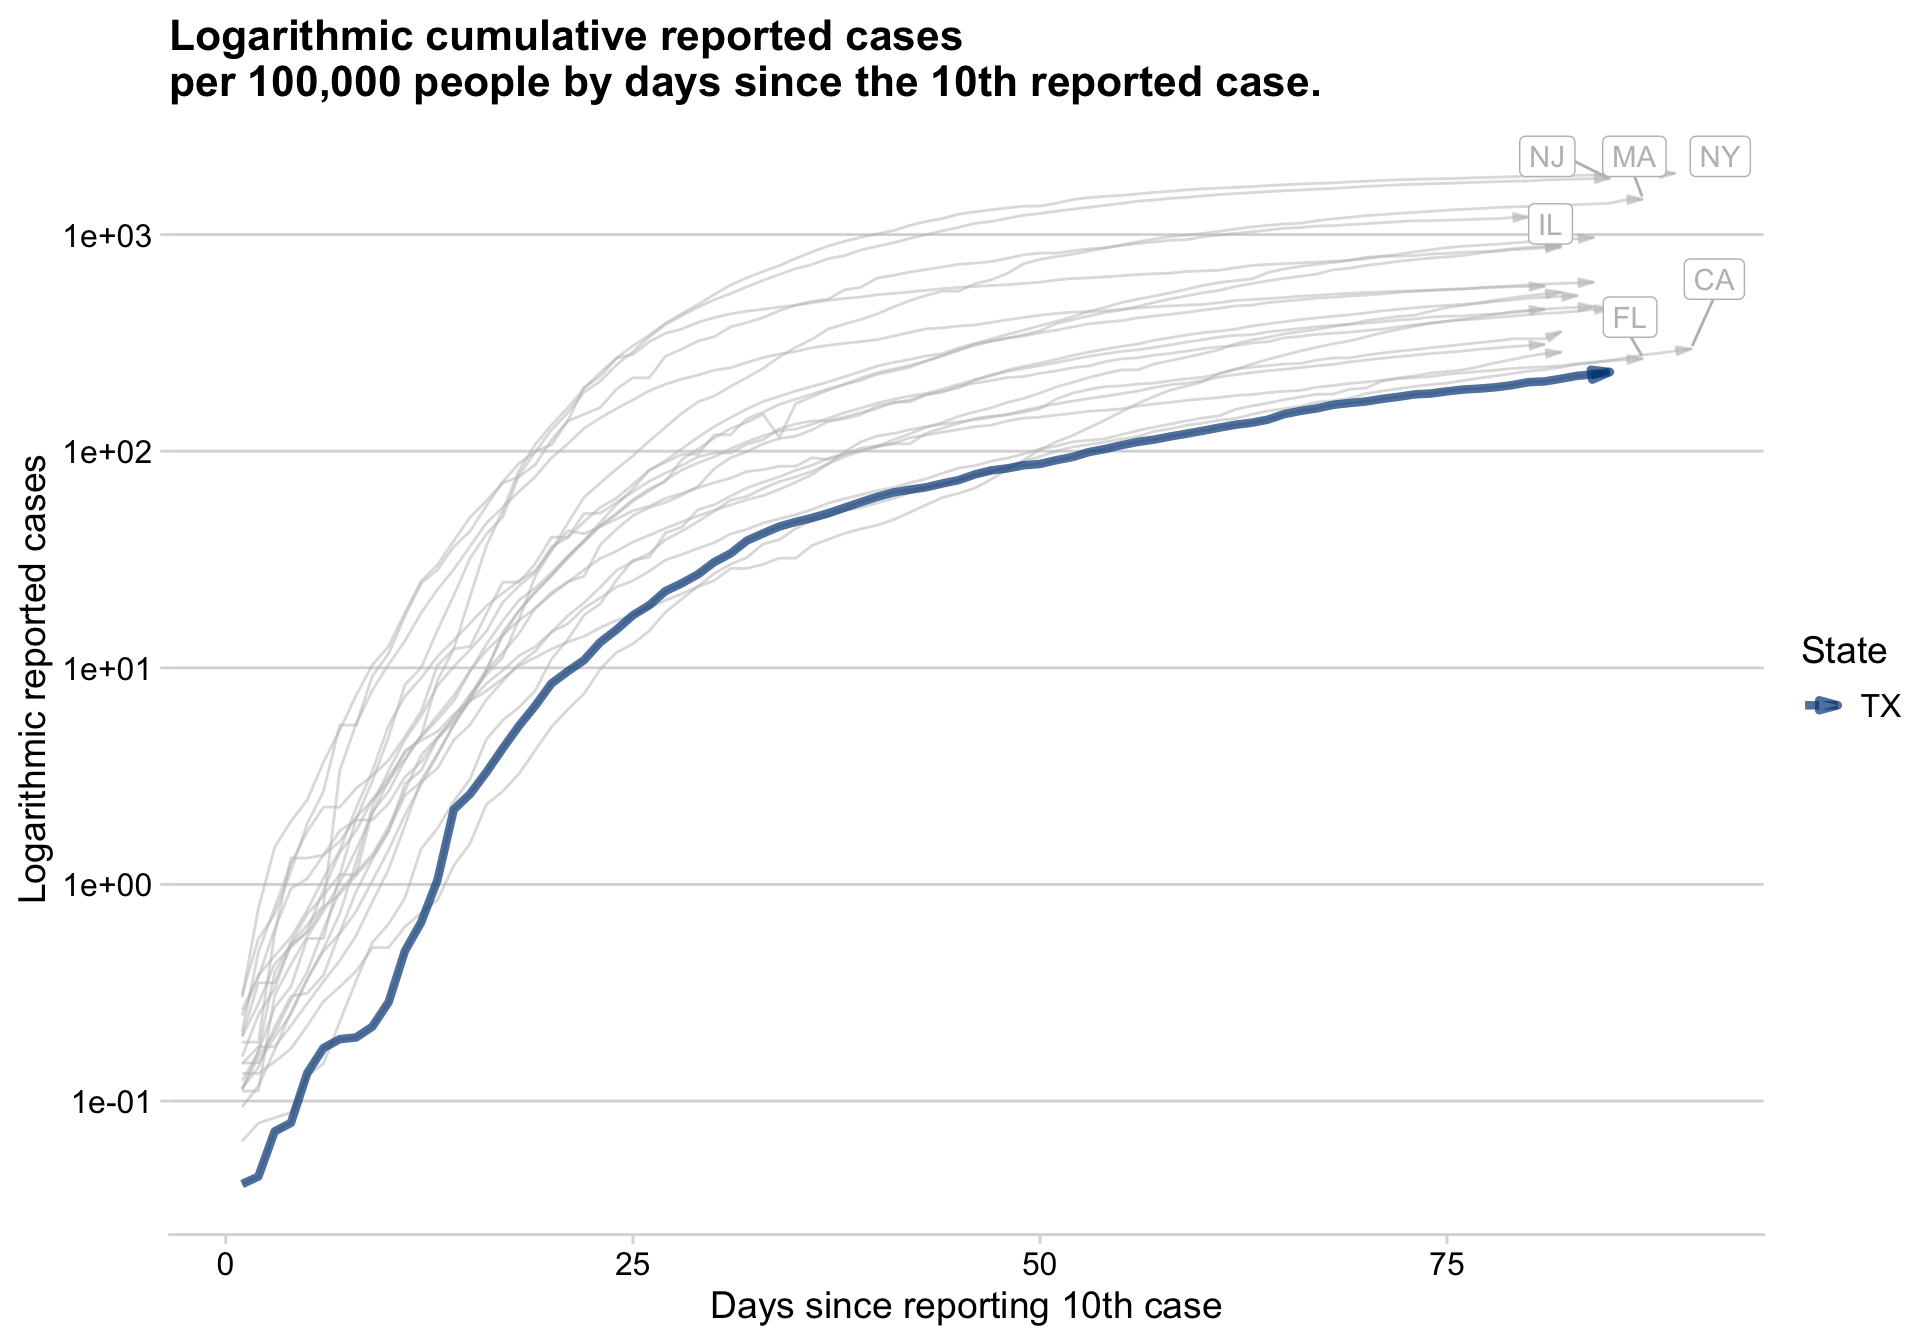 Logarithmic cumulative reported cases
per 100,000 people by days since the 10th reported case.
NJ
MA
NY
IL
CA
FL
1e+03
1e+02
1e+01
1e+00
1e-01
Logarithmic reported cases
0
25
50
75
Days since reporting 10th case
State
TX